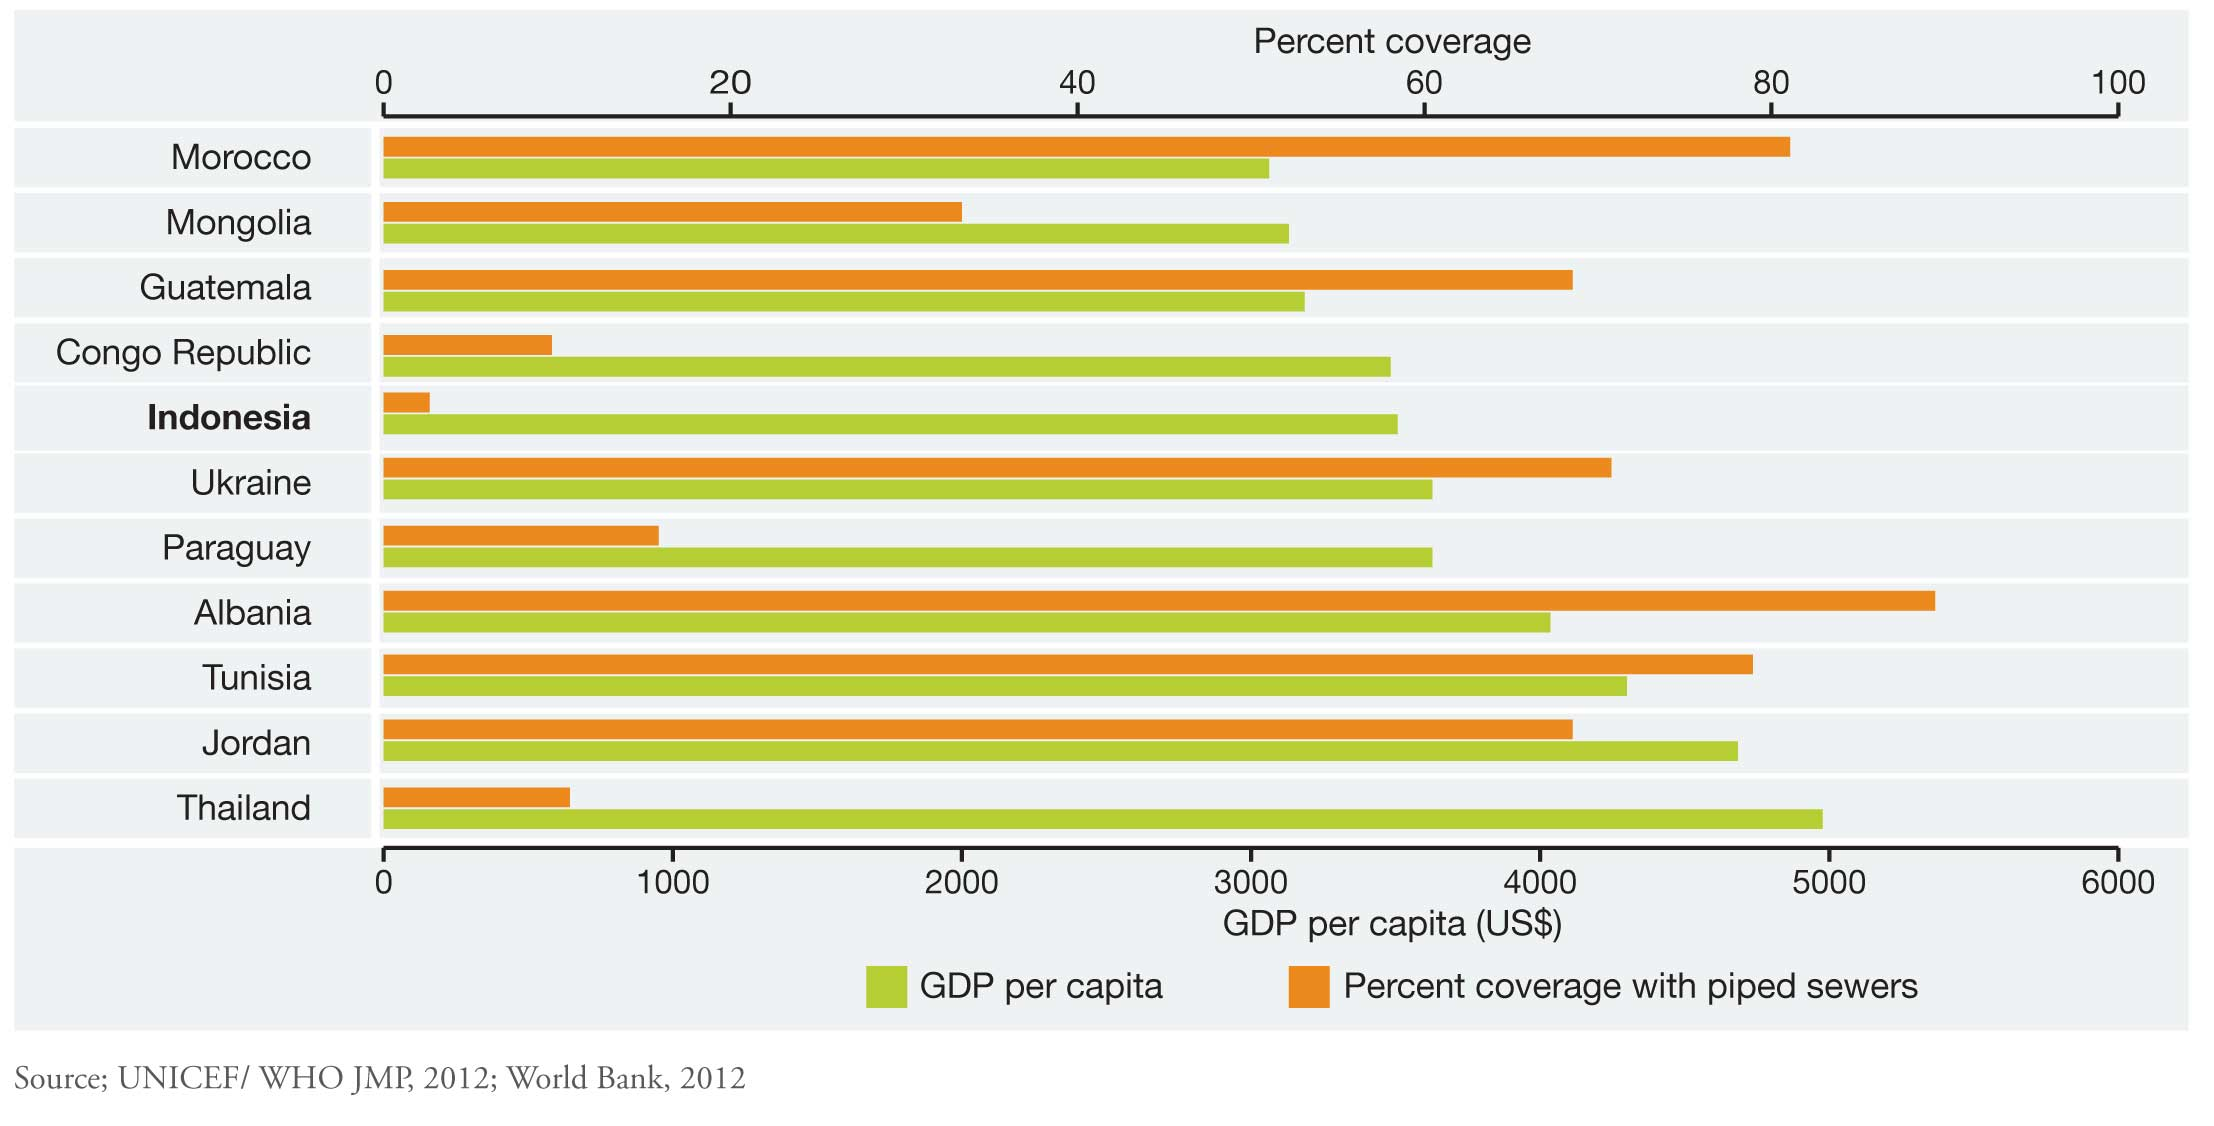 Percent coverage
0 20 40 60 80 100
Morocco
Mongolia
Guatemala
Congo Republic
Indonesia
Ukraine
Paraguay
Albania
Tunisia
Jordan
Thailand
0 1000 2000 3000 4000 5000 6000
GDP per capita (US$)
GDP per capita Percent coverage with piped sewers
Source; UNICEF/ WHO JMP, 2012; World Bank, 2012